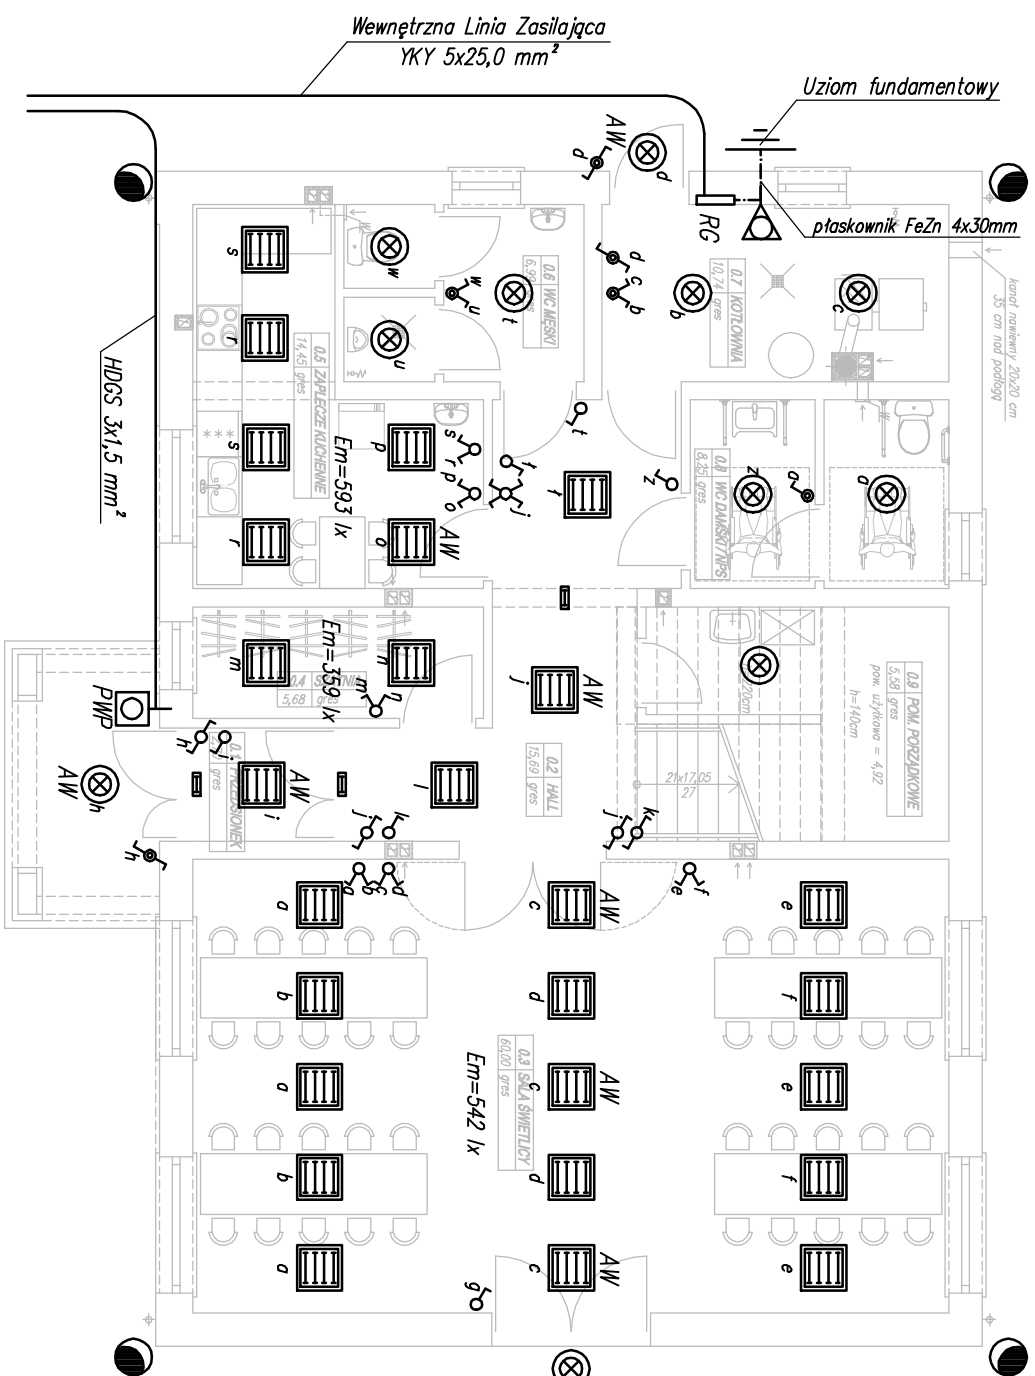 Wewnętrzna Linia Zasilająca
YKY 5x25,0 mm²
Uziom fundamentowy
płaskownik FeZn 4x30mm
kanał nawiewny 20x20 cm
35 cm nad podłogą
AW
d
d
RG
s
w
w
u
t
0.6 WC MĘSKI
d
c
b
b
0.7 KOTŁOWNIA
10,74 gres
c
r
u
HDGS 3x1,5 mm²
0.5 ZAPLECZE KUCHENNE
14,45 gres
Em=593 lx
s
p
s
r
p
o
t
t
j
t
z
0.8 WC DAMSKI / NPS
8,25 gres
z
a
a
r
o
AW
m
Em=359 lx
5,68
n
m
n
AW
j
h=220cm
0.9 POM. PORZĄDKOWE
5,58 gres
pow. użytkowa = 4,92
h=140cm
PWP
h
i
gres
AW
h
AW
i
l
0.2 HALL
15,69 gres
21x17,05
27
h
j
l
j
k
a
b
c
d
e
f
a
AW
c
e
b
d
f
a
Em=542 lx
0.3 SALA ŚWIETLICY
60,00 gres
c
AW
e
b
d
f
a
AW
c
e
g